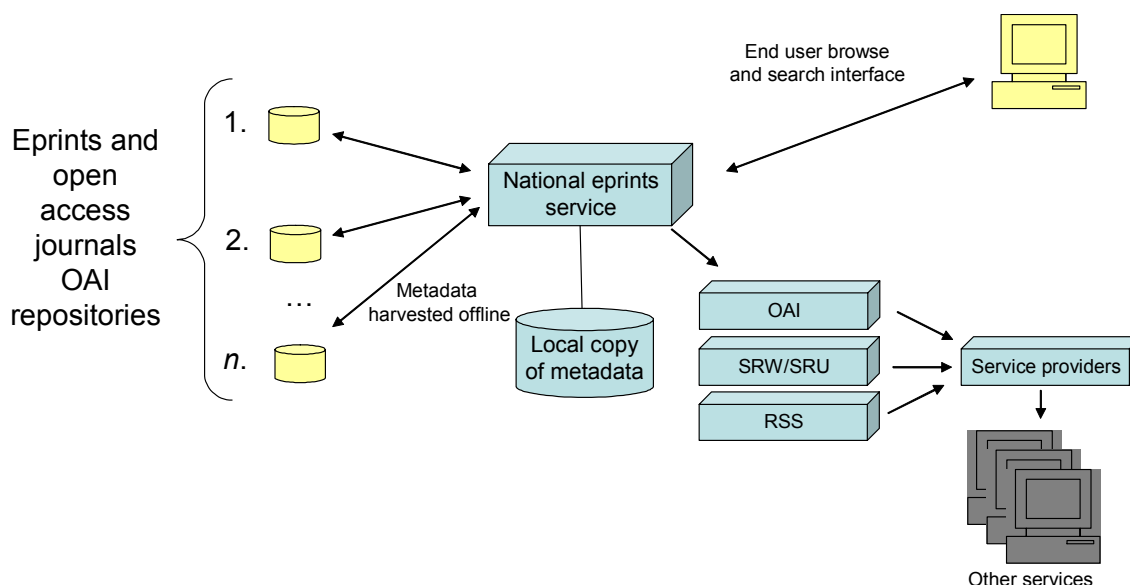 Eprints and
open
access
journals
OAI
repositories
1.
2.
...
n.
Metadata
harvested offline
National eprints
service
Local copy
of metadata
End user browse
and search interface
OAI
SRW/SRU
RSS
Service providers
Other services